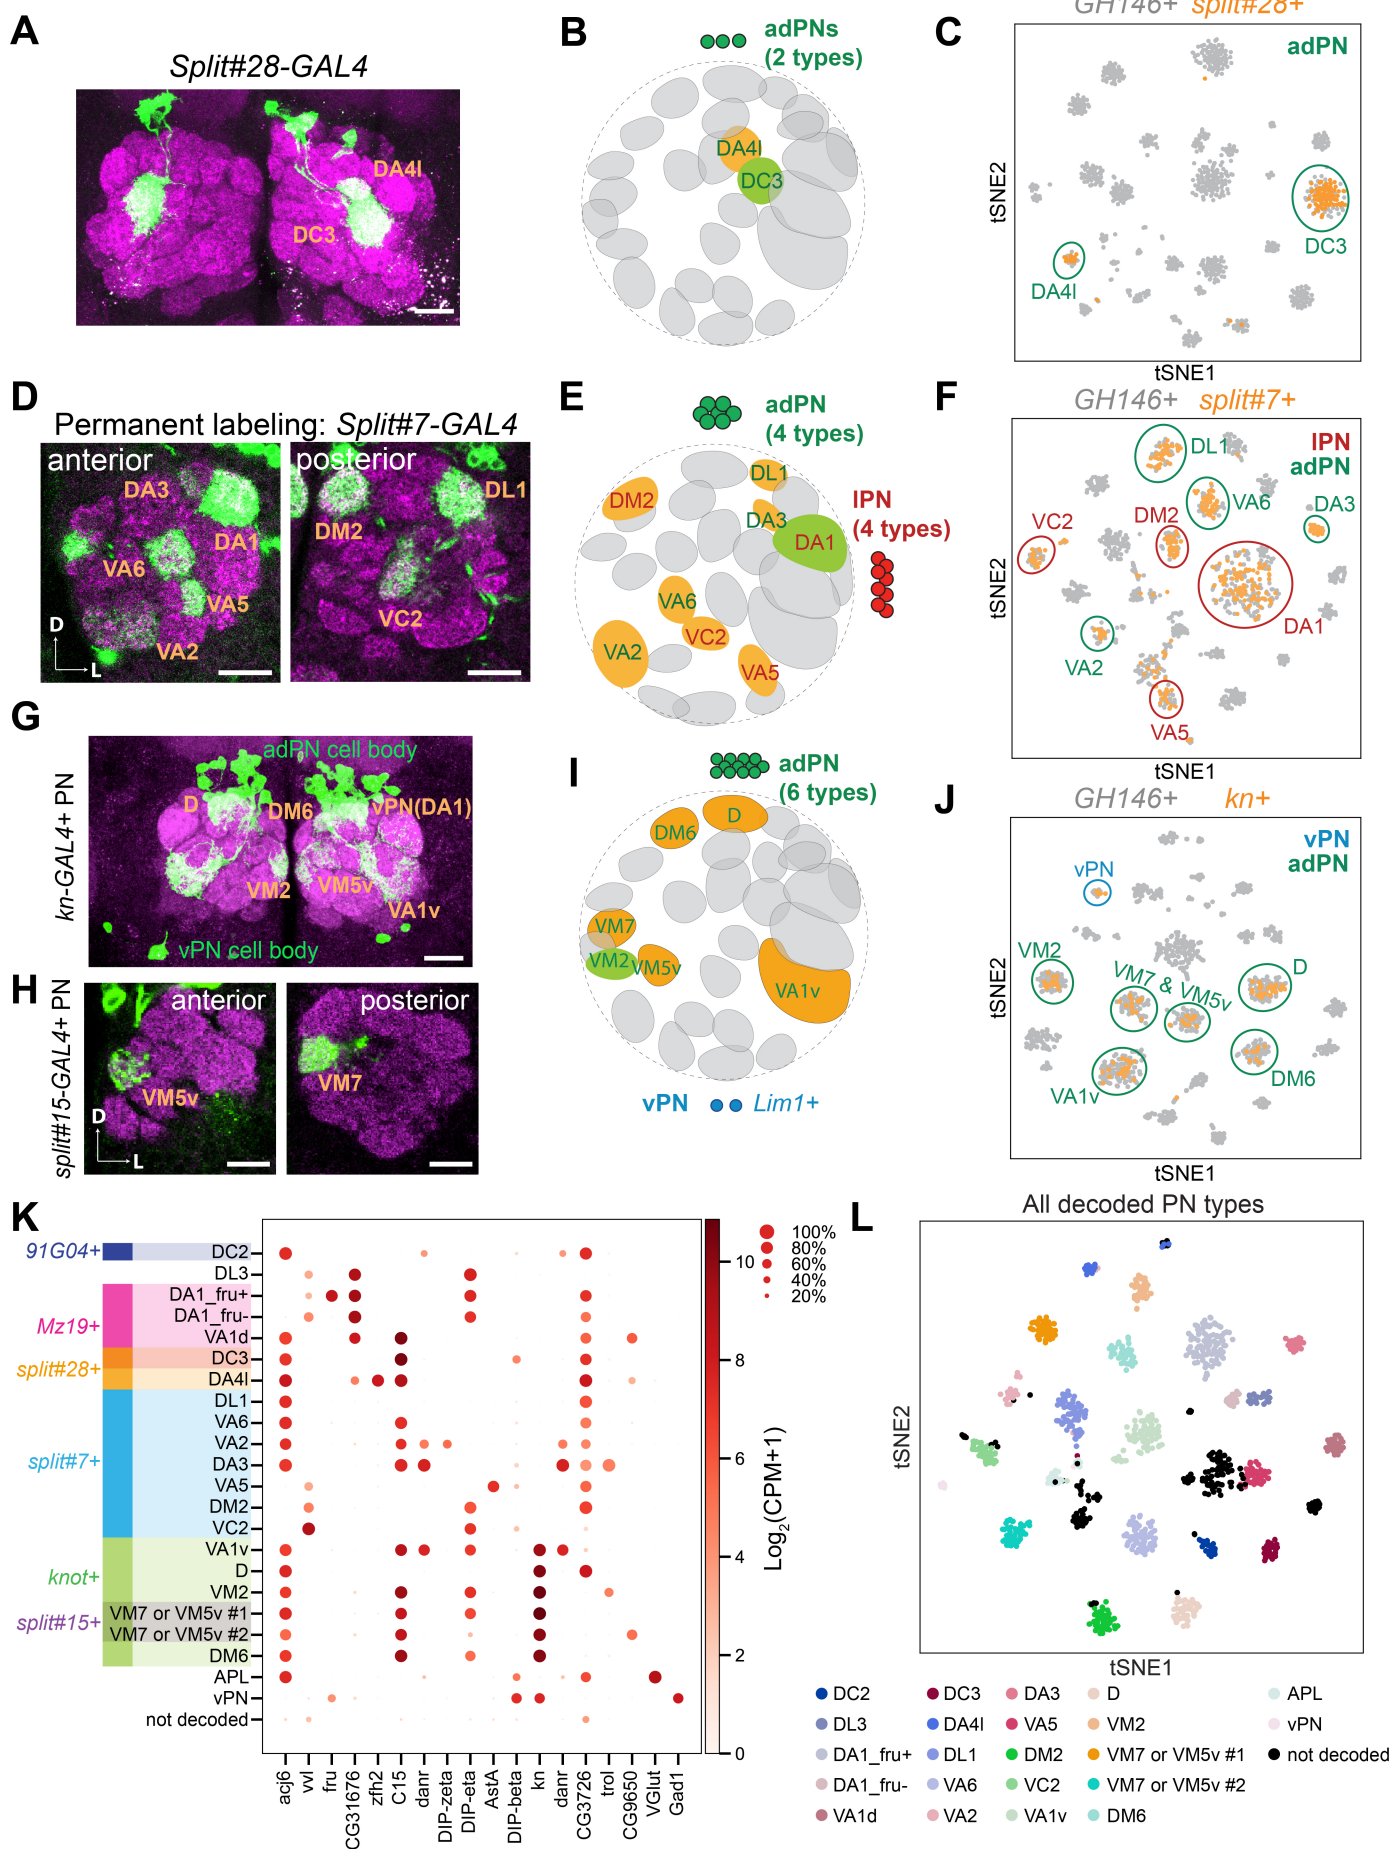 A
Split#28-GAL4
DA4l
DC3
B
adPNs
(2 types)
DA4l
DC3
C
GH146+ split#28+
adPN
DC3
DA4l
tSNE2
tSNE1
D
Permanent labeling: Split#7-GAL4
anterior
DA3
DA1
VA6
VA5
VA2
D
L
posterior
DL1
DM2
VC2
E
adPN
(4 types)
DL1
DM2
DA3
DA1
lPN
(4 types)
VA6
VC2
VA2
VA5
F
GH146+ split#7+
lPN
adPN
DL1
VA6
DA3
VC2
DM2
DA1
VA2
VA5
tSNE2
tSNE1
G
kn-GAL4+ PN
adPN cell body
D
DM6
vPN(DA1)
VM2
VM5v
VA1v
vPN cell body
H
split#15-GAL4+ PN
anterior
VM5v
D
L
posterior
VM7
I
adPN
(6 types)
D
DM6
VM7
VM2
VM5v
VA1v
vPN
Lim1+
J
GH146+ kn+
vPN
adPN
vPN
VM2
VM7 & VM5v
D
VA1v
DM6
tSNE2
tSNE1
K
91G04+
Mz19+
split#28+
split#7+
knot+
split#15+
DC2
DL3
DA1_fru+
DA1_fru-
VA1d
DC3
DA4l
DL1
VA6
VA2
DA3
VA5
DM2
VC2
VA1v
D
VM2
VM7 or VM5v #1
VM7 or VM5v #2
DM6
APL
vPN
not decoded
acj6
vvl
fru
CG31676
zfh2
C15
danr
DIP-zeta
DIP-eta
AstA
DIP-beta
kn
danr
CG3726
trol
CG9650
VGlut
Gad1
10
8
6
4
2
0
Log2(CPM+1)
100%
80%
60%
40%
20%
L
All decoded PN types
tSNE2
tSNE1
DC2
DL3
DA1_fru+
DA1_fru-
VA1d
DC3
DA4l
DL1
VA6
VA2
DA3
VA5
DM2
VC2
VA1v
D
VM2
VM7 or VM5v #1
VM7 or VM5v #2
DM6
APL
vPN
not decoded